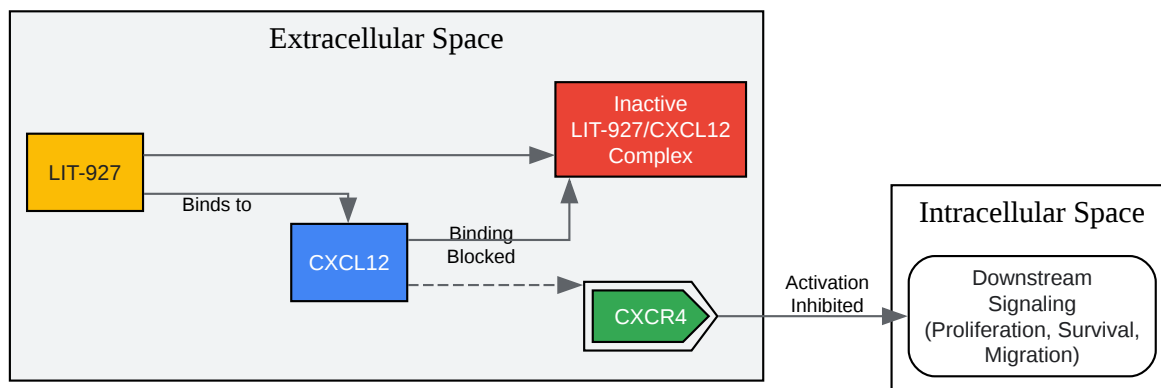 Extracellular Space
Inactive
LIT-927/CXCL12
Complex
LIT-927
Binds to
CXCL12
Binding
Blocked
CXCR4
Activation
Inhibited
Intracellular Space
Downstream
Signaling
(Proliferation, Survival,
Migration)